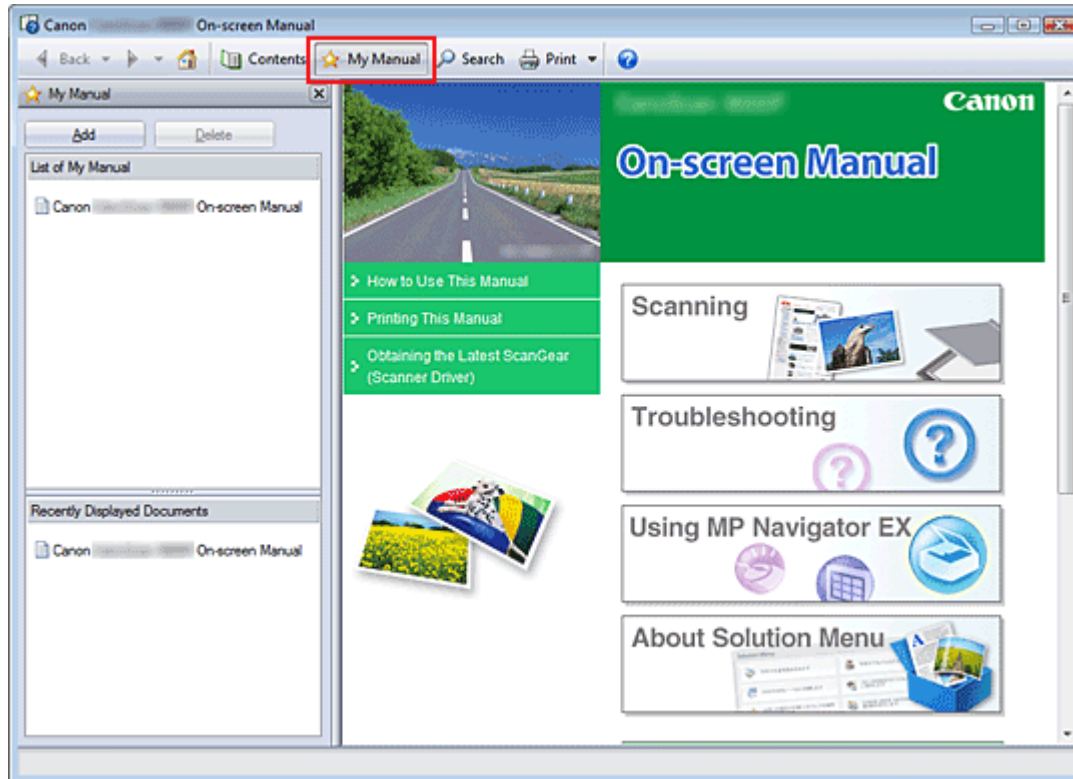 Canon On-screen Manual
Back Contents My Manual Search Print
My Manual
Add Delete
List of My Manual
Canon On-screen Manual
Recently Displayed Documents
Canon On-screen Manual
Canon
On-screen Manual
How to Use This Manual
Printing This Manual
Obtaining the Latest ScanGear
(Scanner Driver)
Scanning
Troubleshooting
Using MP Navigator EX
About Solution Menu